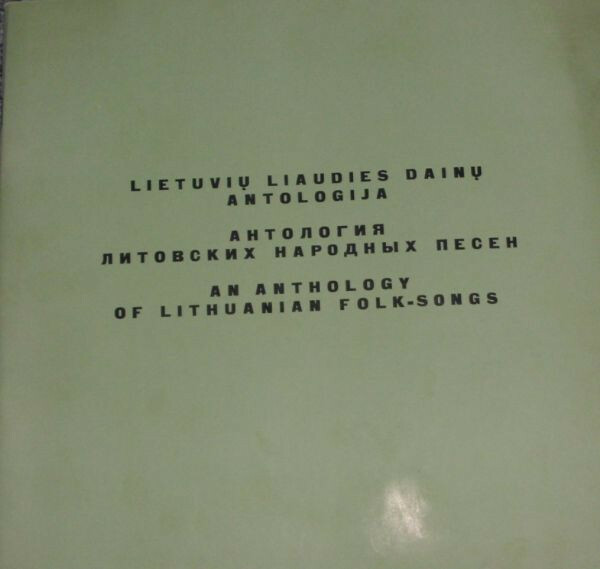 LIETUVIŲ LIAUDIES DAINŲ
ANTOLOGIJA
АНТОЛОГИЯ
ЛИТОВСКИХ НАРОДНЫХ ПЕСЕН
AN ANTHOLOGY
OF LITHUANIAN FOLK-SONGS